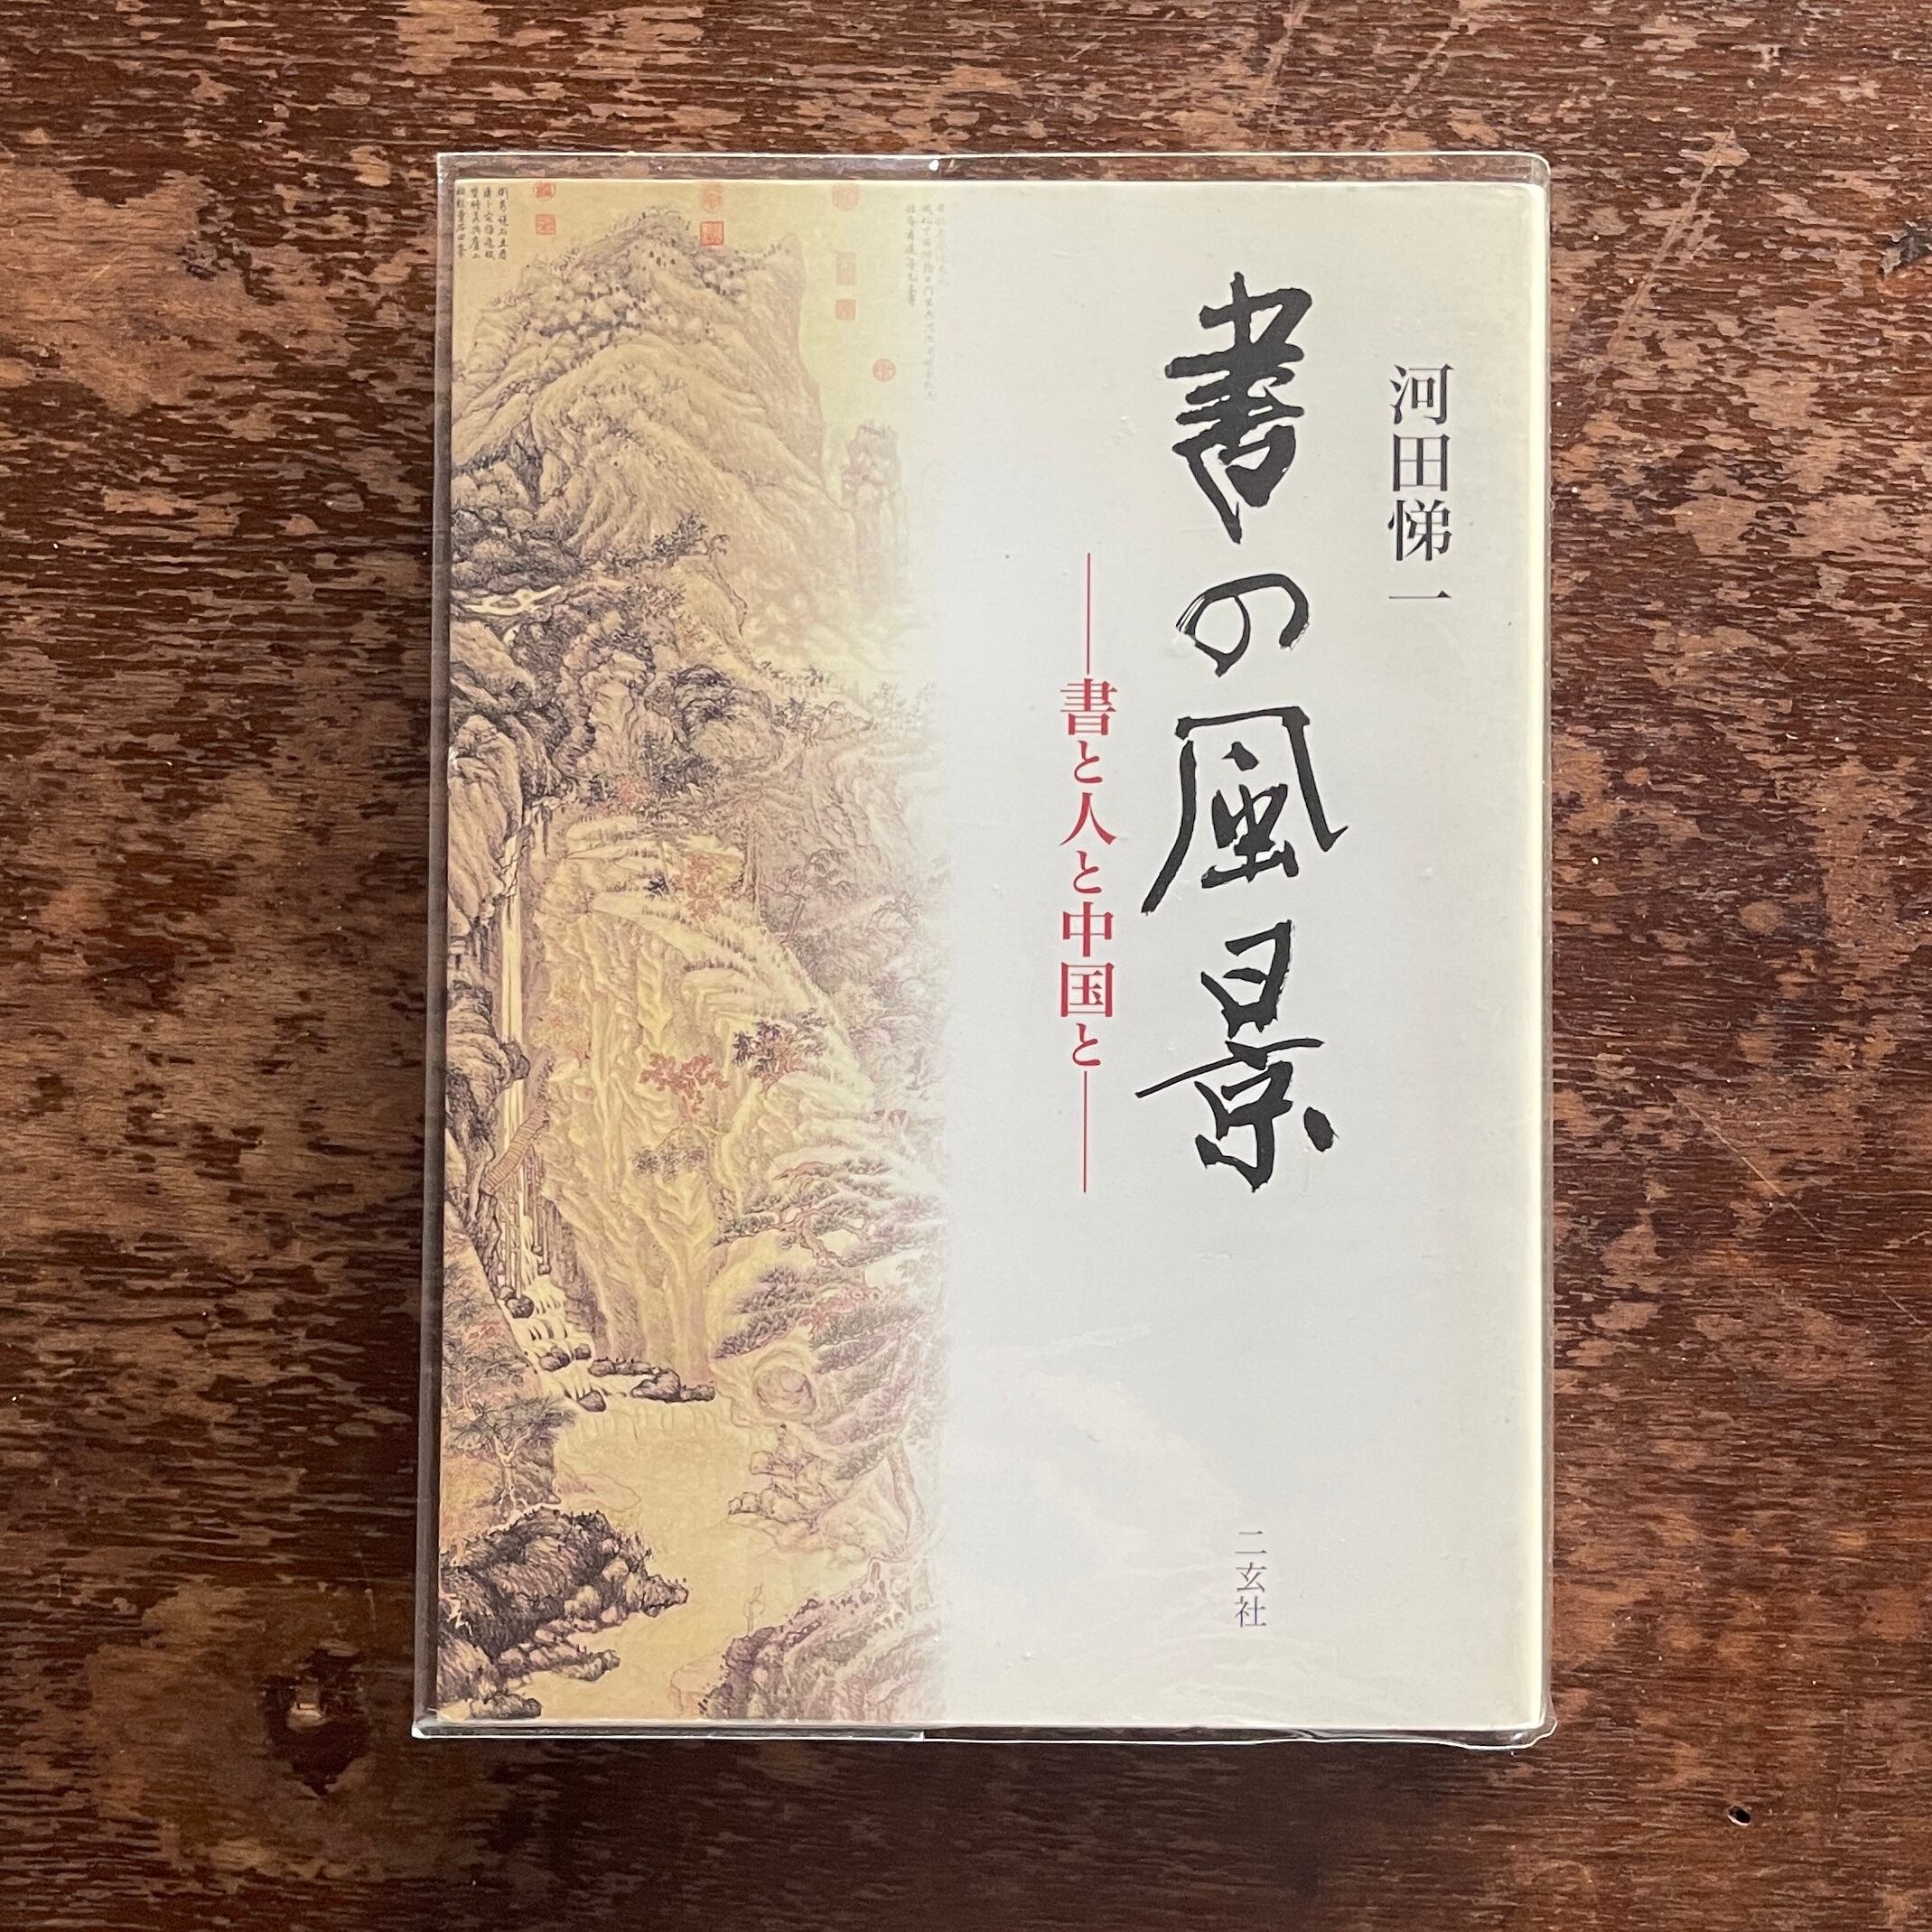 河田悌一
書の風景
―書と人と中国と―
二玄社